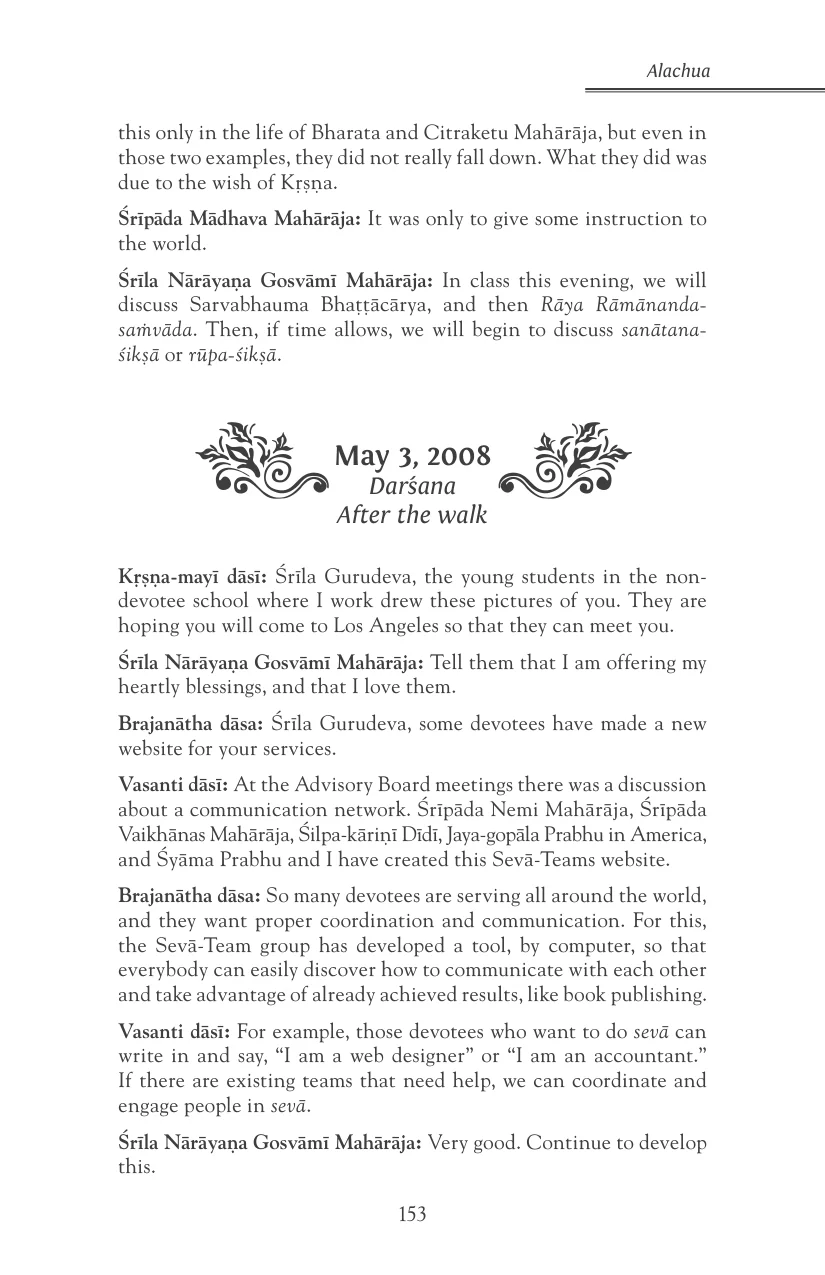 Alachua
this only in the life of Bharata and Citraketu Mahārāja, but even in
those two examples, they did not really fall down. What they did was
due to the wish of Kṛṣṇa.
Śrīpāda Mādhava Mahārāja: It was only to give some instruction to
the world.
Śrīla Nārāyaṇa Gosvāmī Mahārāja: In class this evening, we will
discuss Sarvabhauma Bhaṭṭācārya, and then Rāya Rāmānanda-
saṁvāda. Then, if time allows, we will begin to discuss sanātana-
śikṣā or rūpa-śikṣā.
May 3, 2008
Darśana
After the walk
Kṛṣṇa-mayī dāsī: Śrīla Gurudeva, the young students in the non-
devotee school where I work drew these pictures of you. They are
hoping you will come to Los Angeles so that they can meet you.
Śrīla Nārāyaṇa Gosvāmī Mahārāja: Tell them that I am offering my
heartly blessings, and that I love them.
Brajanātha dāsa: Śrīla Gurudeva, some devotees have made a new
website for your services.
Vasanti dāsī: At the Advisory Board meetings there was a discussion
about a communication network. Śrīpāda Nemi Mahārāja, Śrīpāda
Vaikhānas Mahārāja, Śilpa-kāriṇī Dīdī, Jaya-gopāla Prabhu in America,
and Śyāma Prabhu and I have created this Sevā-Teams website.
Brajanātha dāsa: So many devotees are serving all around the world,
and they want proper coordination and communication. For this,
the Sevā-Team group has developed a tool, by computer, so that
everybody can easily discover how to communicate with each other
and take advantage of already achieved results, like book publishing.
Vasanti dāsī: For example, those devotees who want to do sevā can
write in and say, “I am a web designer” or “I am an accountant.”
If there are existing teams that need help, we can coordinate and
engage people in sevā.
Śrīla Nārāyaṇa Gosvāmī Mahārāja: Very good. Continue to develop
this.
153